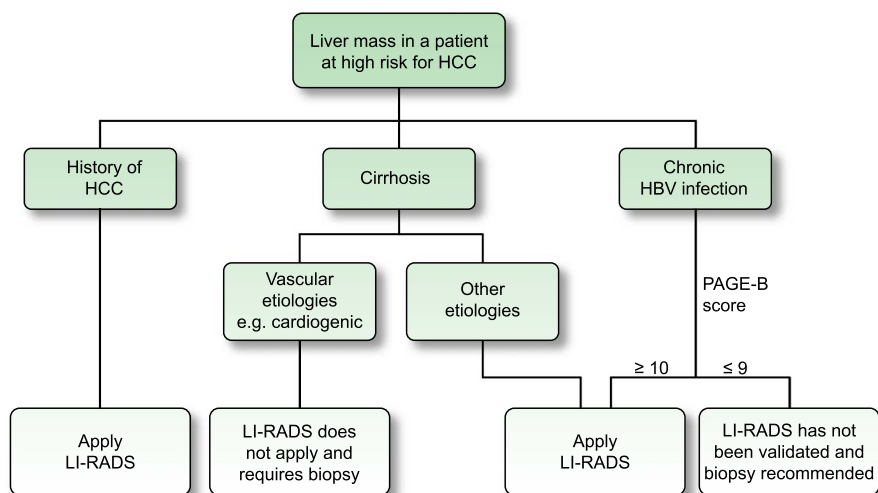 Liver mass in a patient
at high risk for HCC
History of
HCC
Cirrhosis
Chronic
HBV infection
Vascular
etiologies
e.g. cardiogenic
Other
etiologies
PAGE-B
score
≥ 10
≤ 9
Apply
LI-RADS
LI-RADS does
not apply and
requires biopsy
Apply
LI-RADS
LI-RADS has not
been validated and
biopsy recommended